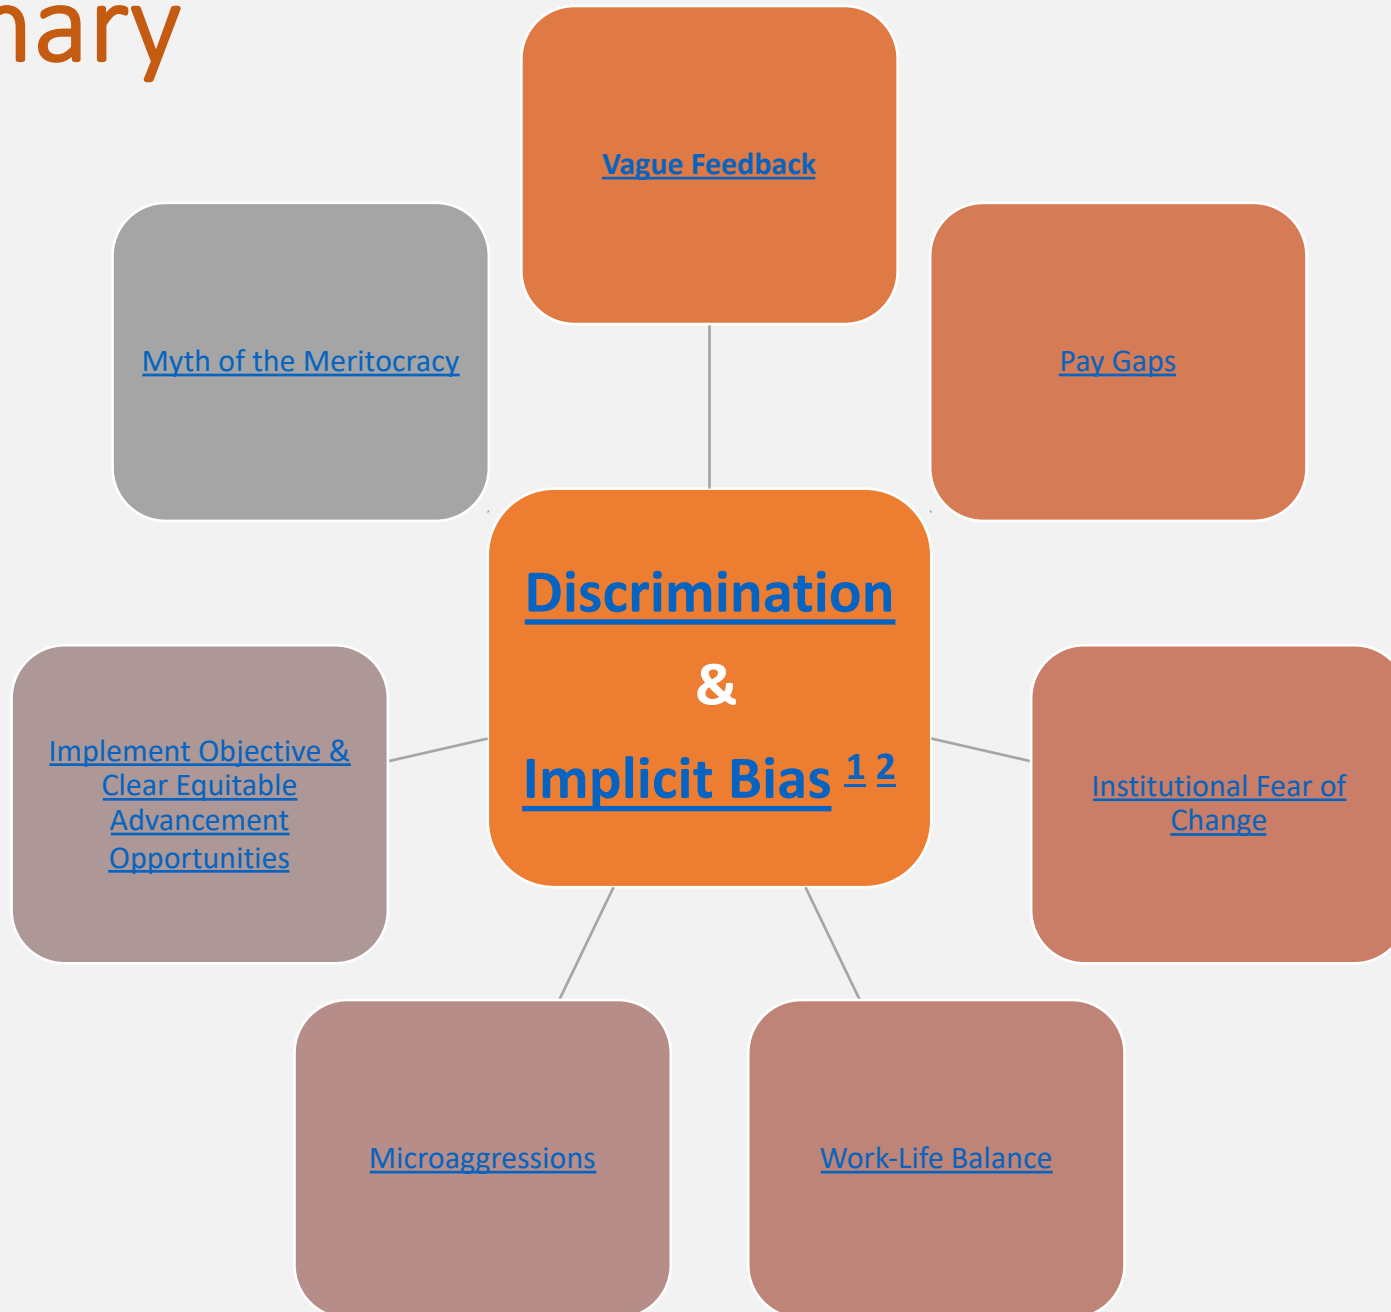 mary
Vague Feedback
Myth of the Meritocracy
Pay Gaps
Discrimination
&
Implicit Bias 1 2
Implement Objective &
Clear Equitable
Advancement
Opportunities
Institutional Fear of
Change
Microaggressions
Work-Life Balance